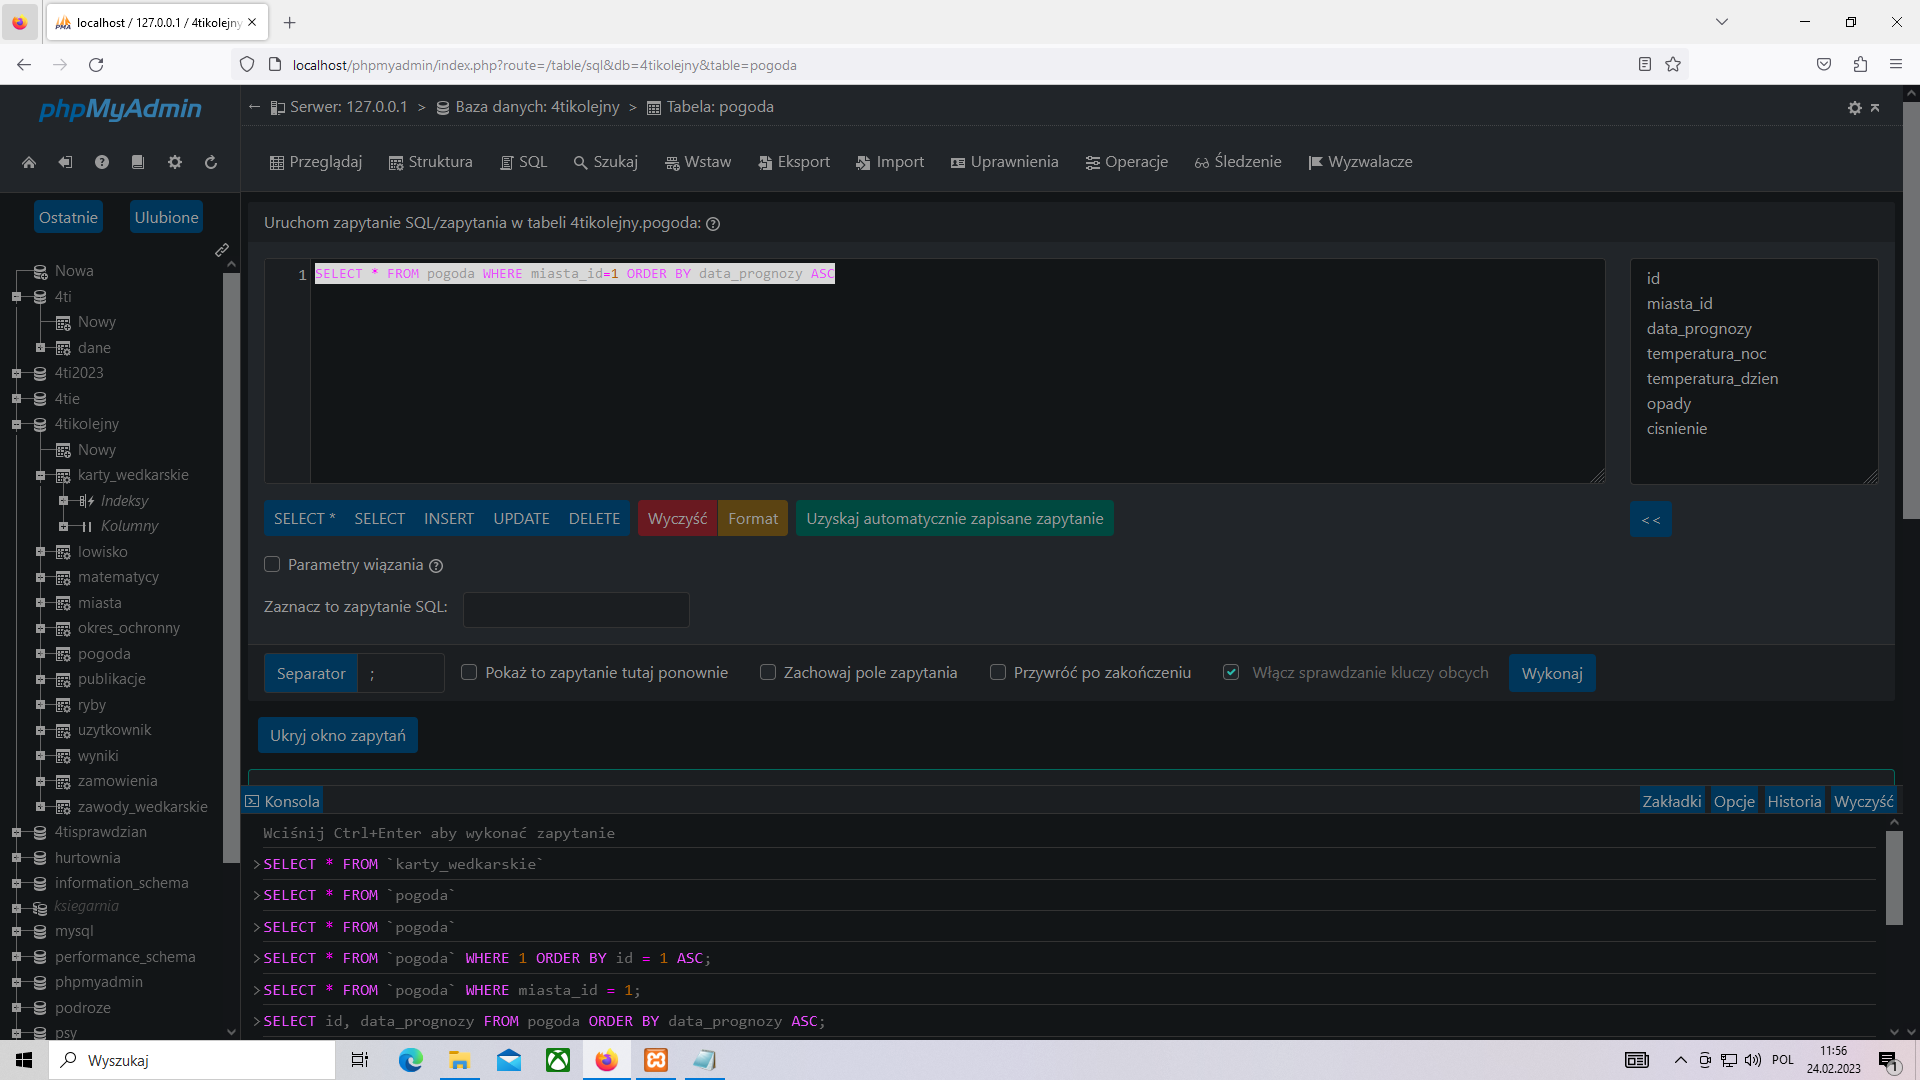 localhost / 127.0.0.1 / 4tikolejny
localhost/phpmyadmin/index.php?route=/table/sql&db=4tikolejny&table=pogoda
phpMyAdmin
Ostatnie
Ulubione
Nowa
4ti
Nowy
dane
4ti2023
4tie
4tikolejny
Nowy
karty_wedkarskie
Indeksy
Kolumny
lowisko
matematycy
miasta
okres_ochronny
pogoda
publikacje
ryby
uzytkownik
wyniki
zamowienia
zawody_wedkarskie
4tisprawdzian
hurtownia
information_schema
ksiegarnia
mysql
performance_schema
phpmyadmin
podroze
psy
Serwer: 127.0.0.1 > Baza danych: 4tikolejny > Tabela: pogoda
Przeglądaj Struktura SQL Szukaj Wstaw Eksport Import Uprawnienia Operacje Śledzenie Wyzwalacze
Uruchom zapytanie SQL/zapytania w tabeli 4tikolejny.pogoda:
1 SELECT * FROM pogoda WHERE miasta_id=1 ORDER BY data_prognozy ASC
id
miasta_id
data_prognozy
temperatura_noc
temperatura_dzien
opady
cisnienie
SELECT * SELECT INSERT UPDATE DELETE Wyczyść Format Uzyskaj automatycznie zapisane zapytanie <<
Parametry wiązania
Zaznacz to zapytanie SQL:
Separator ; Pokaż to zapytanie tutaj ponownie Zachowaj pole zapytania Przywróć po zakończeniu Włącz sprawdzanie kluczy obcych Wykonaj
Ukryj okno zapytań
Konsola Zakładki Opcje Historia Wyczyść
Wciśnij Ctrl+Enter aby wykonać zapytanie
>SELECT * FROM `karty_wedkarskie`
>SELECT * FROM `pogoda`
>SELECT * FROM `pogoda`
>SELECT * FROM `pogoda` WHERE 1 ORDER BY id = 1 ASC;
>SELECT * FROM `pogoda` WHERE miasta_id = 1;
>SELECT id, data_prognozy FROM pogoda ORDER BY data_prognozy ASC;
Wyszukaj
POL
11:56
24.02.2023
1